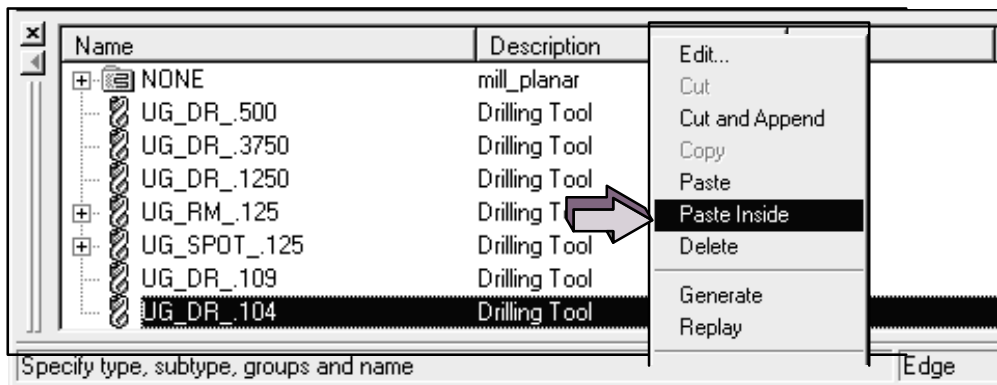 Name Description
NONE mill_planar
UG_DR_.500 Drilling Tool
UG_DR_.3750 Drilling Tool
UG_DR_.1250 Drilling Tool
UG_RM_.125 Drilling
UG_SPOT_.125 Drilling Tool
UG_DR_.109 Drilling Tool
UG_DR_.104 Drilling Tool
Edit...
Cut
Cut and Append
Copy
Paste
Paste Inside
Delete
Generate
Replay
Specify type, subtype, groups and name Edge